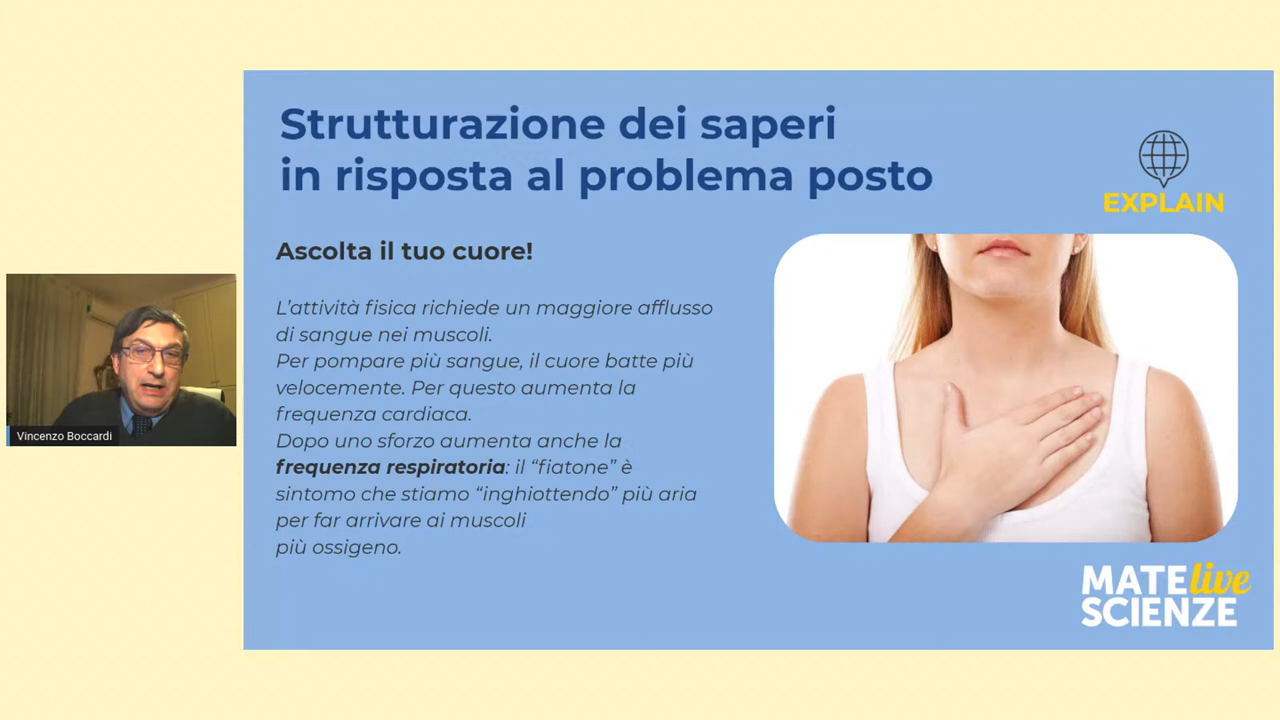 Strutturazione dei saperi
in risposta al problema posto
EXPLAIN
Ascolta il tuo cuore!
L’attività fisica richiede un maggiore afflusso
di sangue nei muscoli.
Per pompare più sangue, il cuore batte più
velocemente. Per questo aumenta la
frequenza cardiaca.
Dopo uno sforzo aumenta anche la
frequenza respiratoria: il “fiatone” è
sintomo che stiamo “inghiottendo” più aria
per far arrivare ai muscoli
più ossigeno.
Vincenzo Boccardi
MATE live
SCIENZE